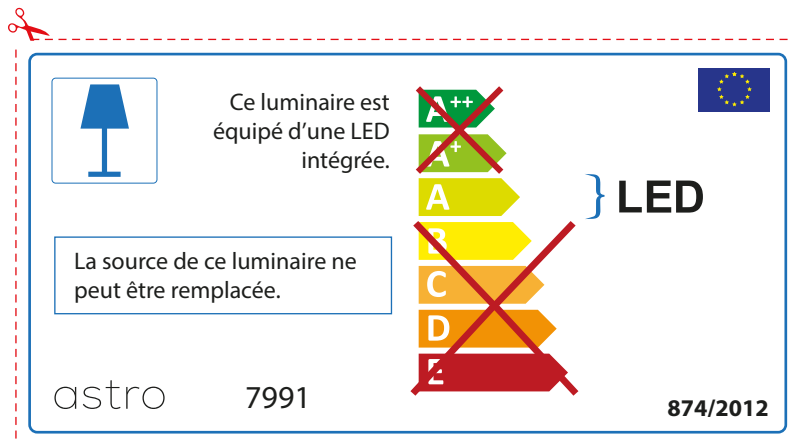 Ce luminaire est
équipé d’une LED
intégrée.
A++
A+
A
LED
B
La source de ce luminaire ne
peut être remplacée.
C
D
E
astro
7991
874/2012